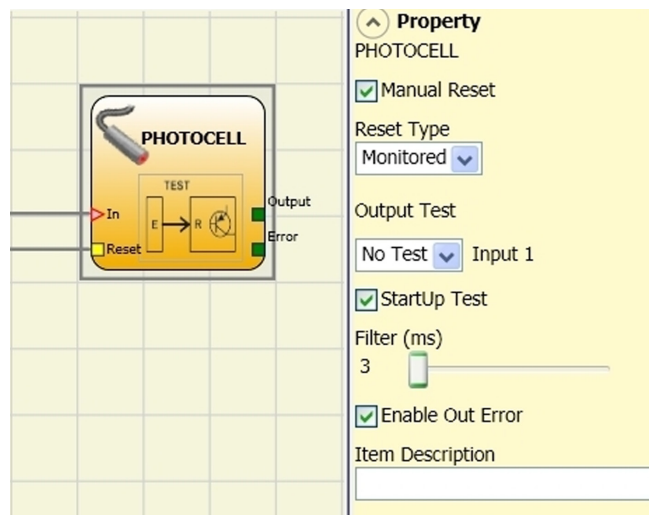 PHOTOCELL
TEST
E
R
In
Reset
Output
Error
Property
PHOTOCELL
Manual Reset
Reset Type
Monitored
Output Test
No Test Input 1
StartUp Test
Filter (ms)
3
Enable Out Error
Item Description